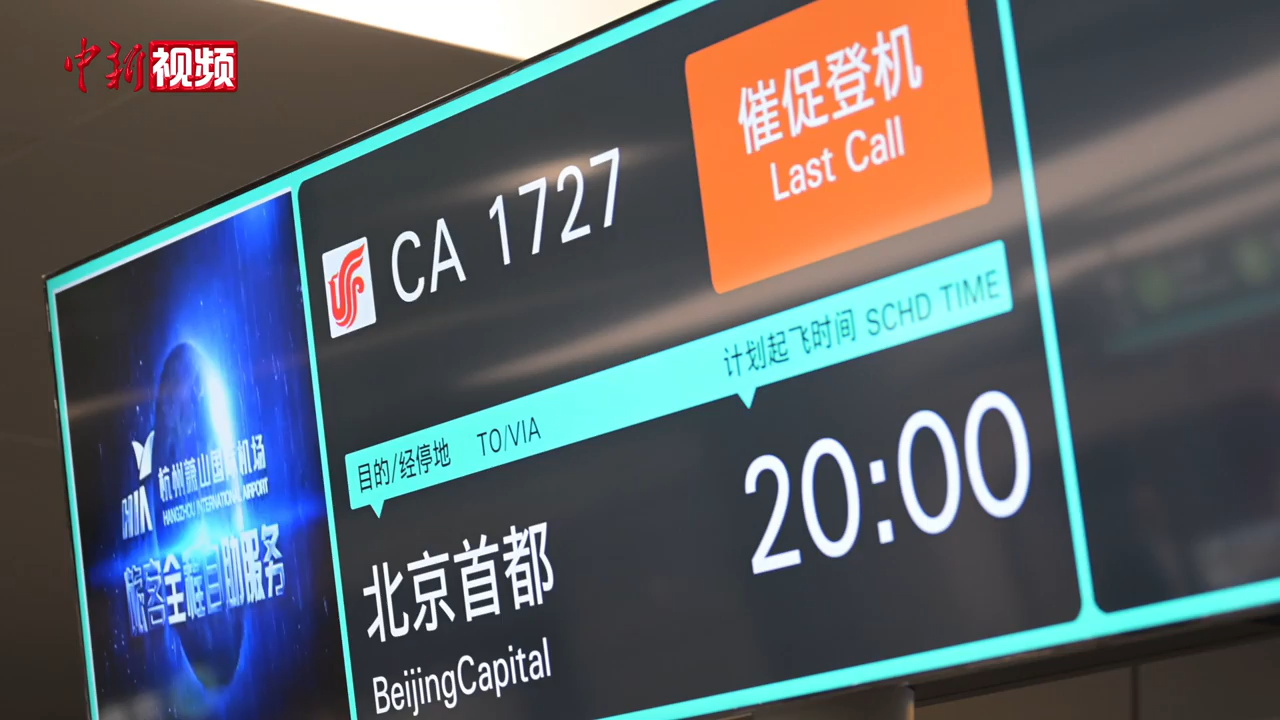 中新视频
催促登机
Last Call
CA 1727
计划起飞时间 SCHD TIME
目的/经停地 TO/VIA
20:00
北京首都
BeijingCapital
杭州萧山国际机场
HANGZHOU INTERNATIONAL AIRPORT
旅客全程自助服务